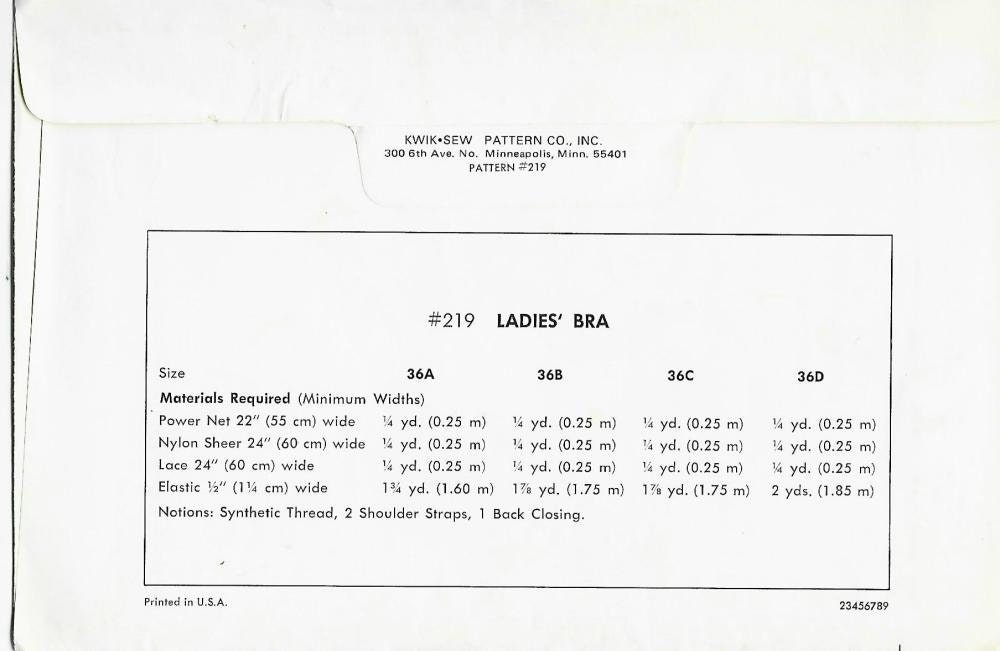 KWIK•SEW PATTERN CO., INC.
300 6th Ave. No. Minneapolis, Minn. 55401
PATTERN #219
#219 LADIES' BRA
Size 36A 36B 36C 36D
Materials Required (Minimum Widths)
Power Net 22" (55 cm) wide ¼ yd. (0.25 m) ¼ yd. (0.25 m) ¼ yd. (0.25 m) ¼ yd. (0.25 m)
Nylon Sheer 24" (60 cm) wide ¼ yd. (0.25 m) ¼ yd. (0.25 m) ¼ yd. (0.25 m) ¼ yd. (0.25 m)
Lace 24" (60 cm) wide ¼ yd. (0.25 m) ¼ yd. (0.25 m) ¼ yd. (0.25 m) ¼ yd. (0.25 m)
Elastic ½" (1¼ cm) wide 1¾ yd. (1.60 m) 1⅞ yd. (1.75 m) 1⅞ yd. (1.75 m) 2 yds. (1.85 m)
Notions: Synthetic Thread, 2 Shoulder Straps, 1 Back Closing.
Printed in U.S.A. 23456789